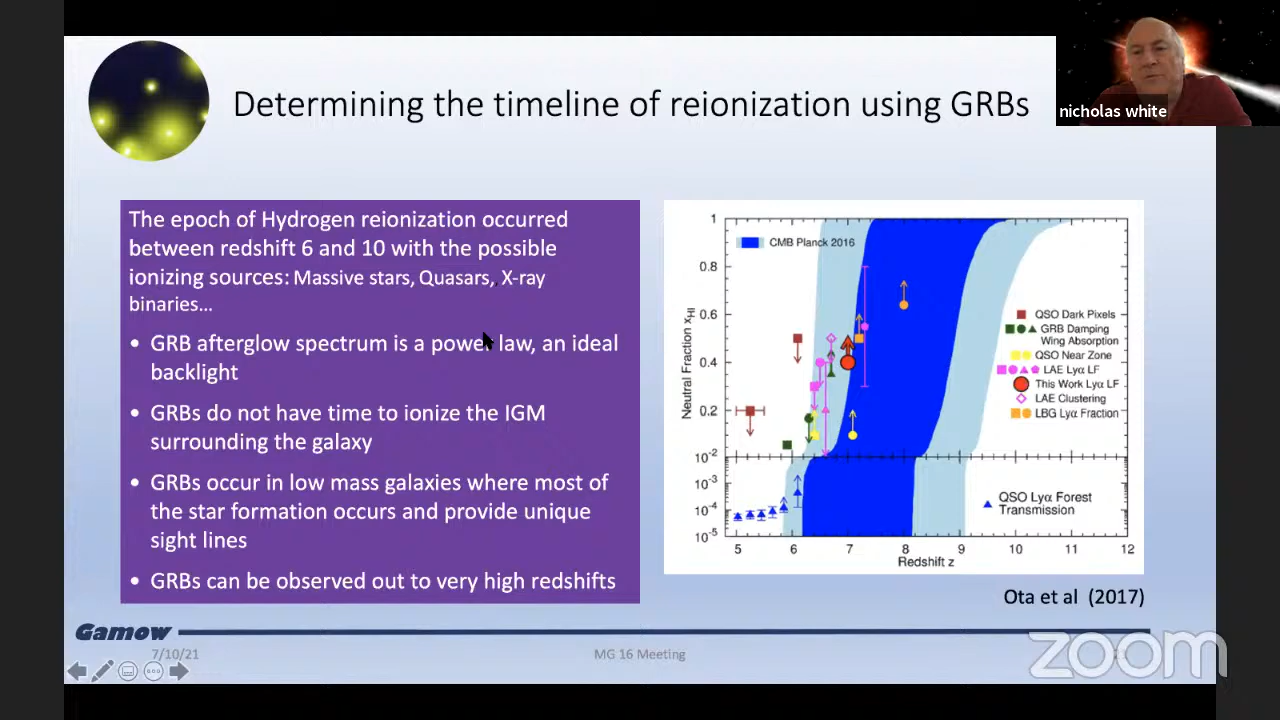 Determining the timeline of reionization using GRBs
nicholas white
The epoch of Hydrogen reionization occurred
between redshift 6 and 10 with the possible
ionizing sources: Massive stars, Quasars,, X-ray
binaries…
• GRB afterglow spectrum is a power law, an ideal
backlight
• GRBs do not have time to ionize the IGM
surrounding the galaxy
• GRBs occur in low mass galaxies where most of
the star formation occurs and provide unique
sight lines
• GRBs can be observed out to very high redshifts
CMB Planck 2016
Neutral Fraction xHI
1
0.8
0.6
0.4
0.2
10-2
10-3
10-4
10-5
QSO Dark Pixels
GRB Damping
Wing Absorption
QSO Near Zone
LAE Lyα LF
This Work Lyα LF
LAE Clustering
LBG Lyα Fraction
QSO Lyα Forest
Transmission
5 6 7 8 9 10 11 12
Redshift z
Ota et al (2017)
Gamow
7/10/21
MG 16 Meeting
zoom